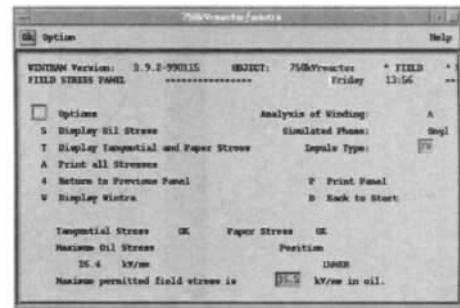 750kVreactor/wintra
Ok Option Help
WINTRAN Version: 2.9.2-990115 OBJECT: 750kVreactor * FIELD *
FIELD STRESS PANEL ---------------- Friday 13:56 --
Options Analysis of Winding: A
S Display Oil Stress Simulated Phase: Sngl
T Display Tangential and Paper Stress Impuls Type:
A Print all Stresses
4 Return to Previous Panel P Print Panel
W Display Wintra B Back to Start
Tangential Stress OK Paper Stress OK
Maximum Oil Stress Position
kV/mm INNER
Maximum permitted field stress is kV/mm in oil.